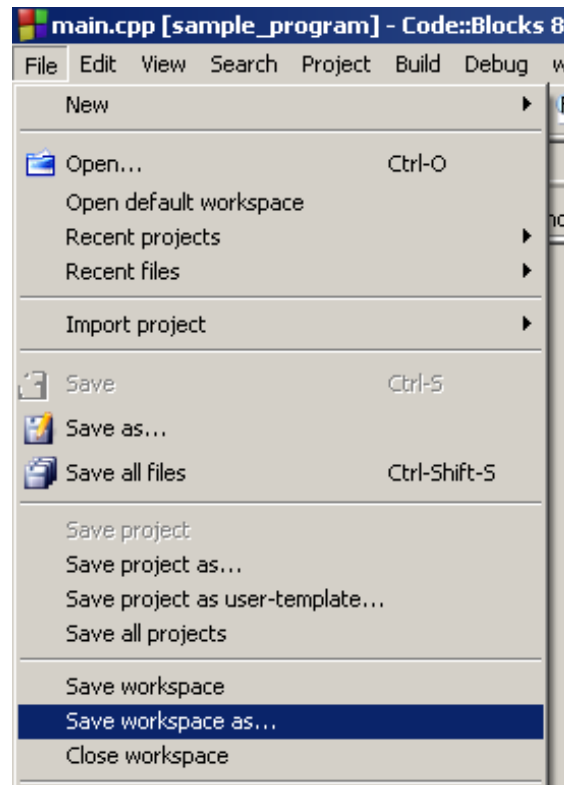 main.cpp [sample_program] - Code::Blocks 8
File Edit View Search Project Build Debug
New
Open... Ctrl-O
Open default workspace
Recent projects
Recent files
Import project
Save Ctrl-S
Save as...
Save all files Ctrl-Shift-S
Save project
Save project as...
Save project as user-template...
Save all projects
Save workspace
Save workspace as...
Close workspace